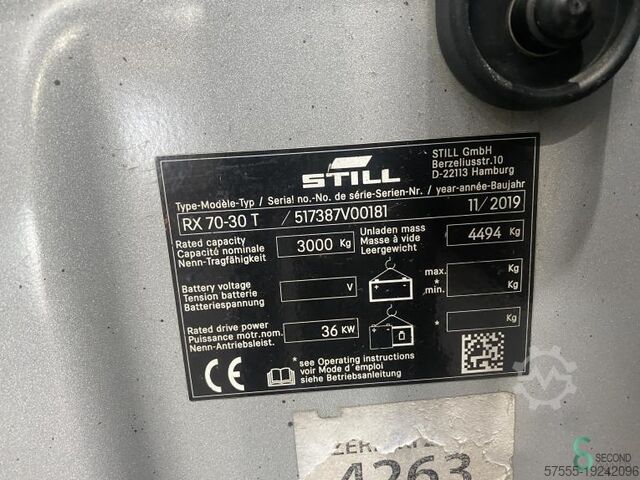 STILL
STILL GmbH
Berzeliusstr.10
D-22113 Hamburg
Type-Modèle-Typ / Serial no.-No. de série-Serien-Nr. / year-année-Baujahr
RX 70-30 T / 517387V00181 11/2019
Rated capacity
Capacité nominale
Nenn-Tragfähigkeit
3000 Kg
Unladen mass
Masse à vide
Leergewicht
4494 Kg
Battery voltage
Tension batterie
Batteriespannung
V
max. Kg
* min. Kg
Rated drive power
Puissance motr.nom.
Nenn-Antriebsleist.
36 KW
* Kg
CE
* see Operating instructions
voir Mode d'emploi
siehe Betriebsanleitung
4263
SECOND
57555-19242096